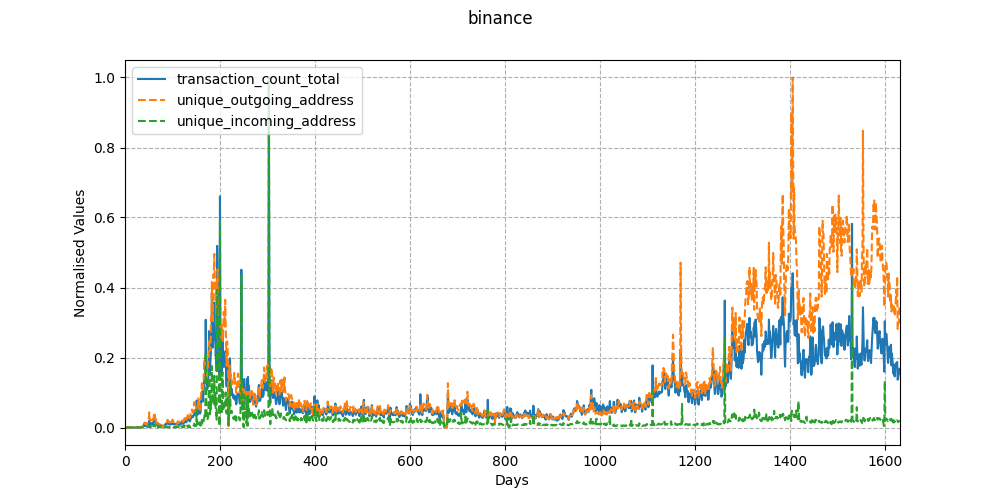 binance
transaction_count_total
unique_outgoing_address
unique_incoming_address
Normalised Values
1.0
0.8
0.6
0.4
0.2
0.0
0 200 400 600 800 1000 1200 1400 1600
Days